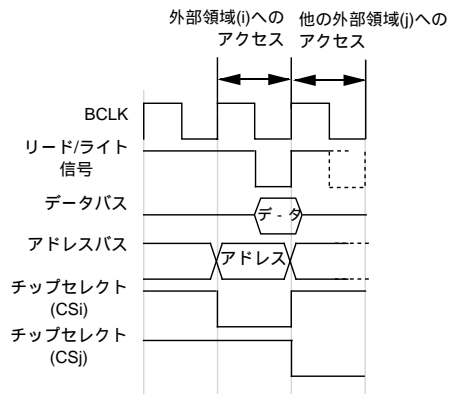 外部領域(i)への
アクセス
他の外部領域(j)への
アクセス
BCLK
リード/ライト
信号
データバス
デ - タ
アドレスバス
アドレス
チップセレクト
(CSi)
チップセレクト
(CSj)